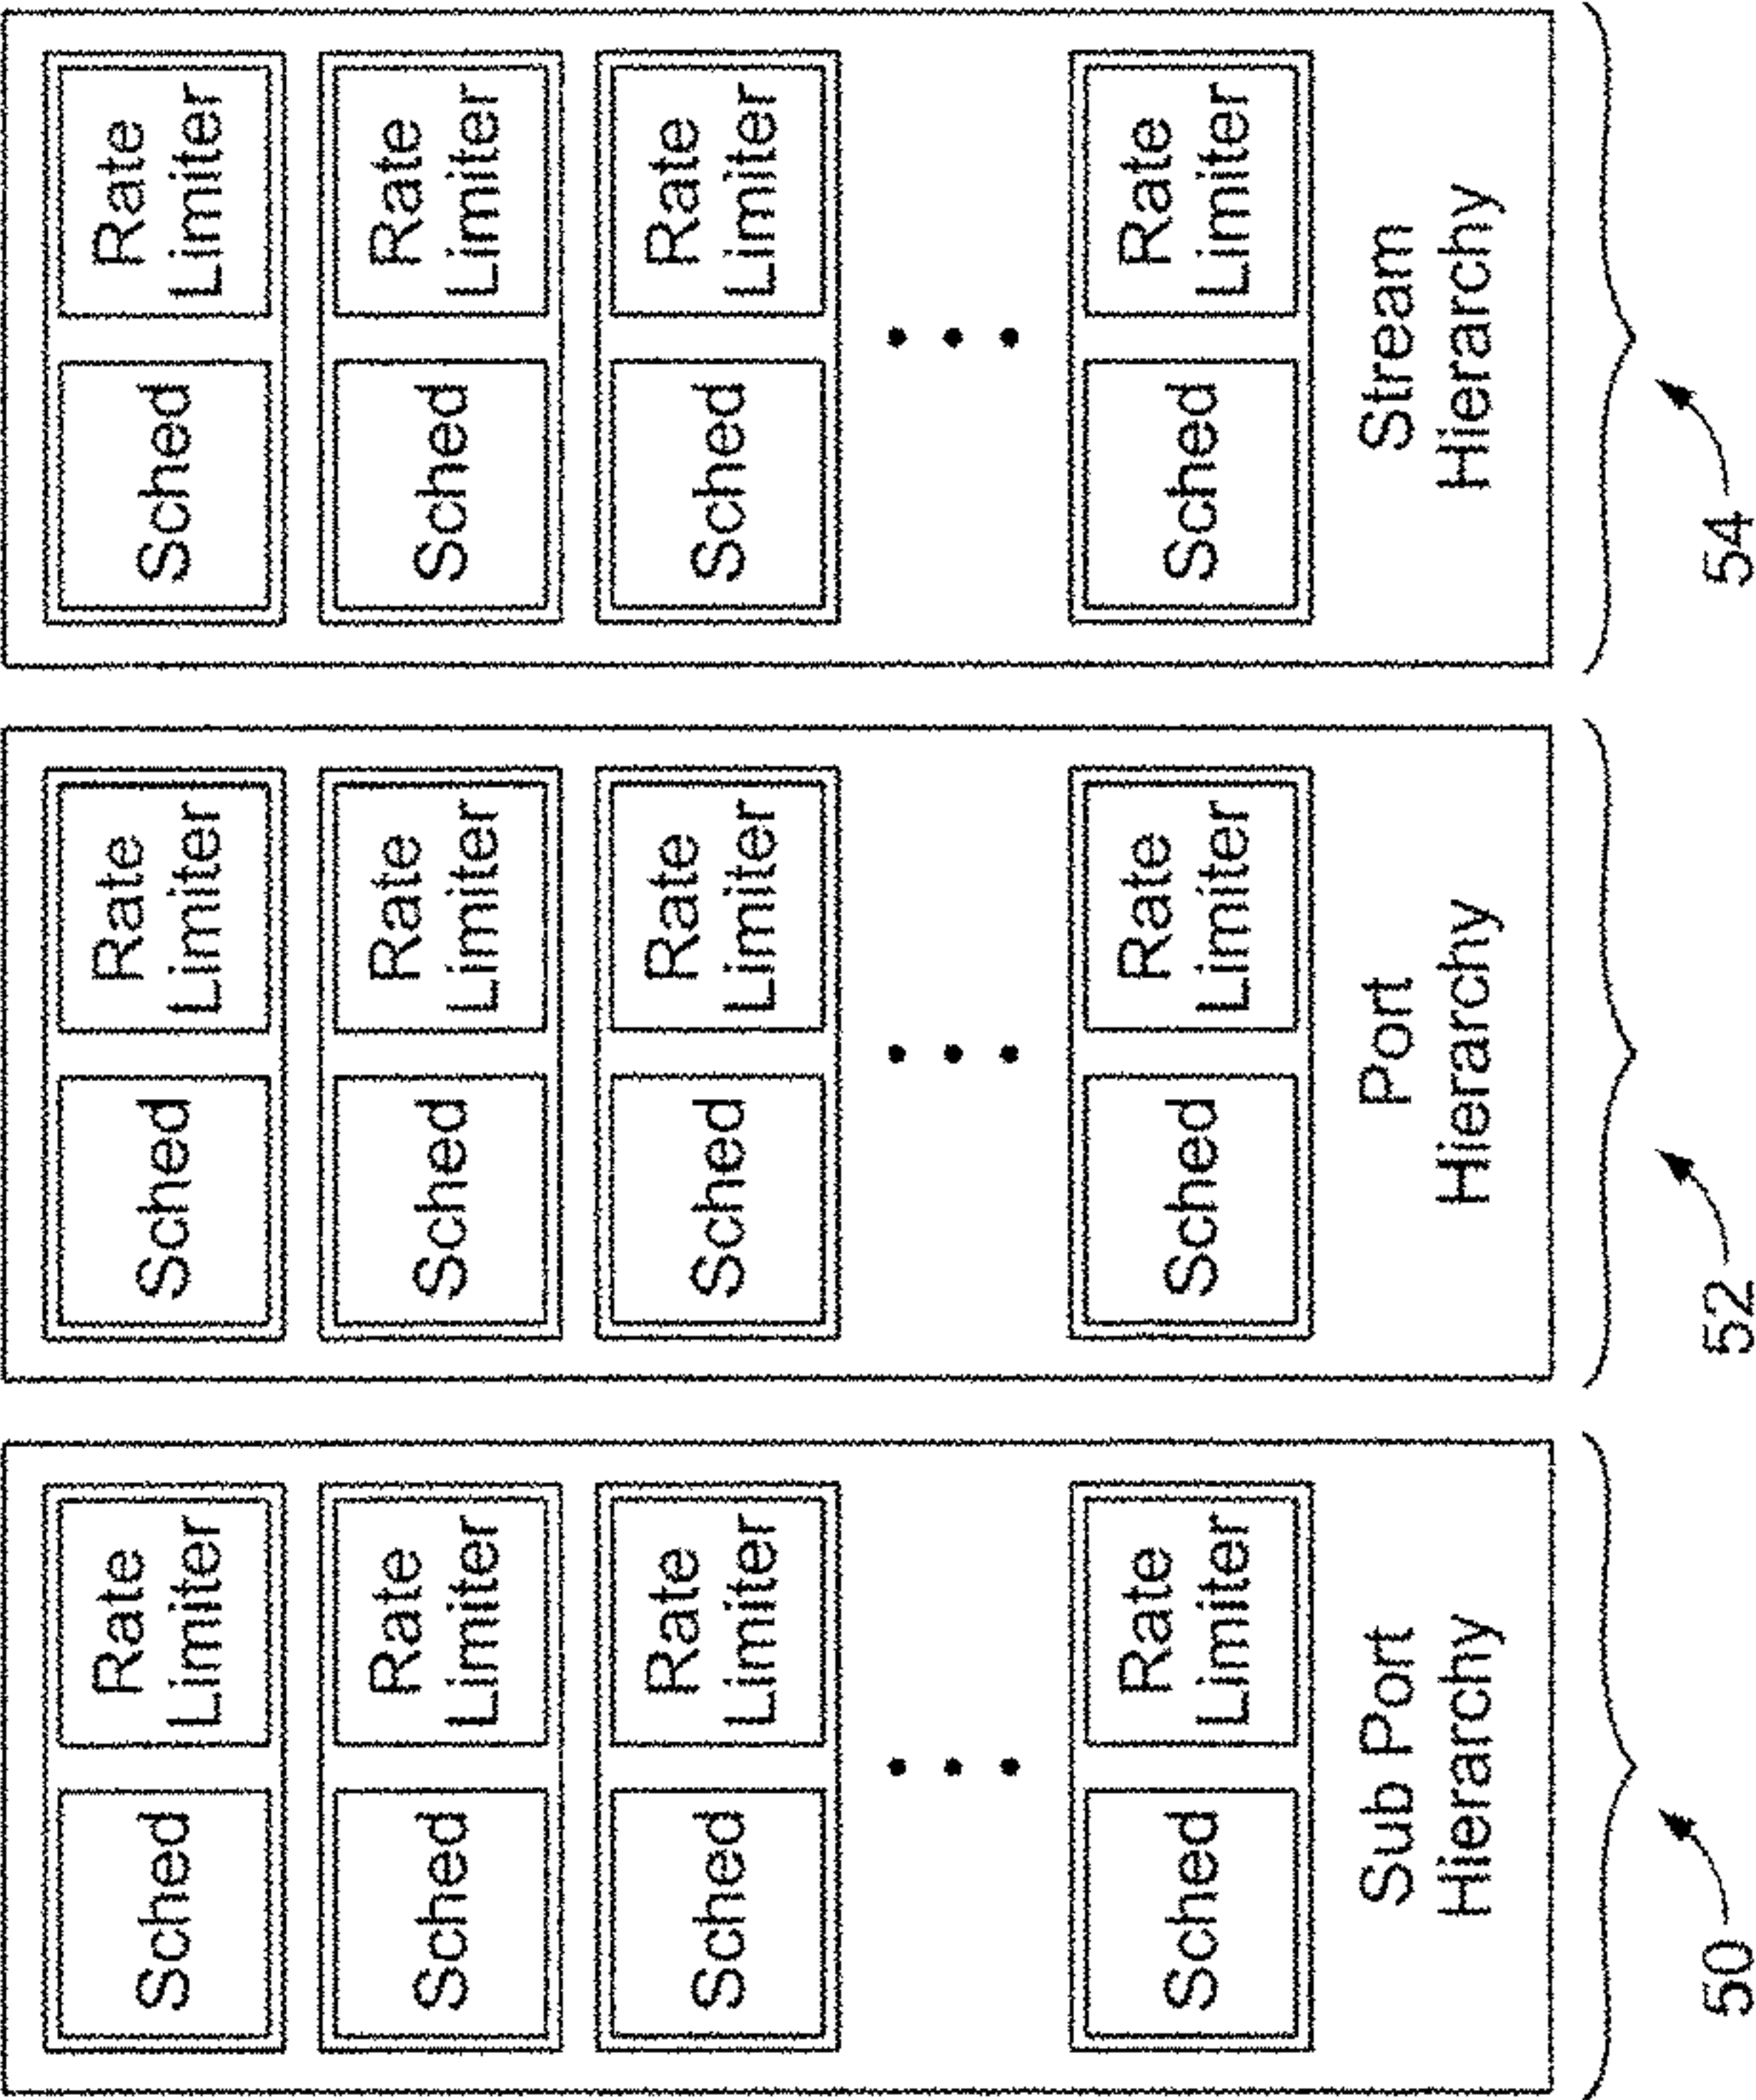 Sched
Rate
Limiter
Sched
Rate
Limiter
Sched
Rate
Limiter
Sched
Rate
Limiter
Sub Port
Hierarchy
50
Sched
Rate
Limiter
Sched
Rate
Limiter
Sched
Rate
Limiter
Sched
Rate
Limiter
Port
Hierarchy
52
Sched
Rate
Limiter
Sched
Rate
Limiter
Sched
Rate
Limiter
Sched
Rate
Limiter
Stream
Hierarchy
54